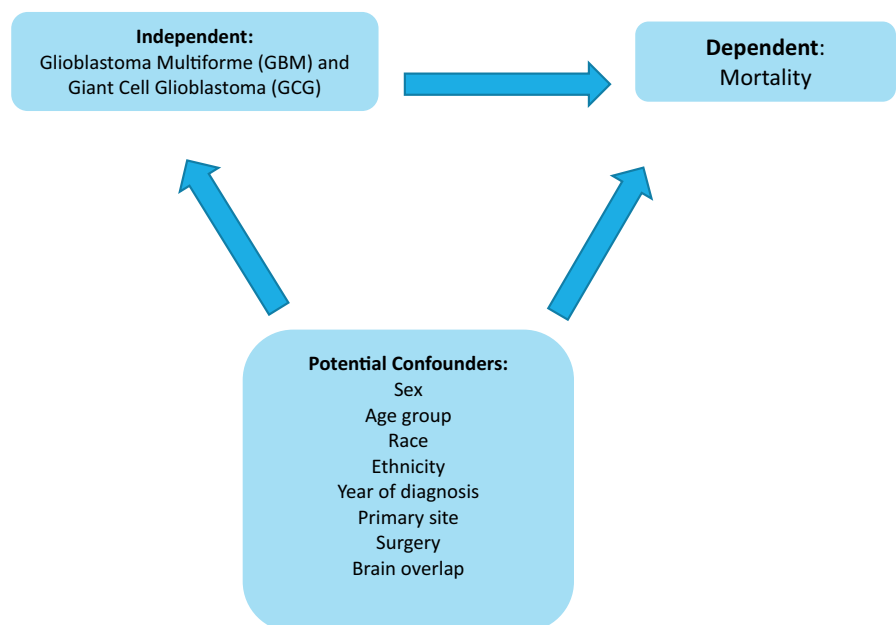 Independent:
Glioblastoma Multiforme (GBM) and
Giant Cell Glioblastoma (GCG)
Dependent:
Mortality
Potential Confounders:
Sex
Age group
Race
Ethnicity
Year of diagnosis
Primary site
Surgery
Brain overlap